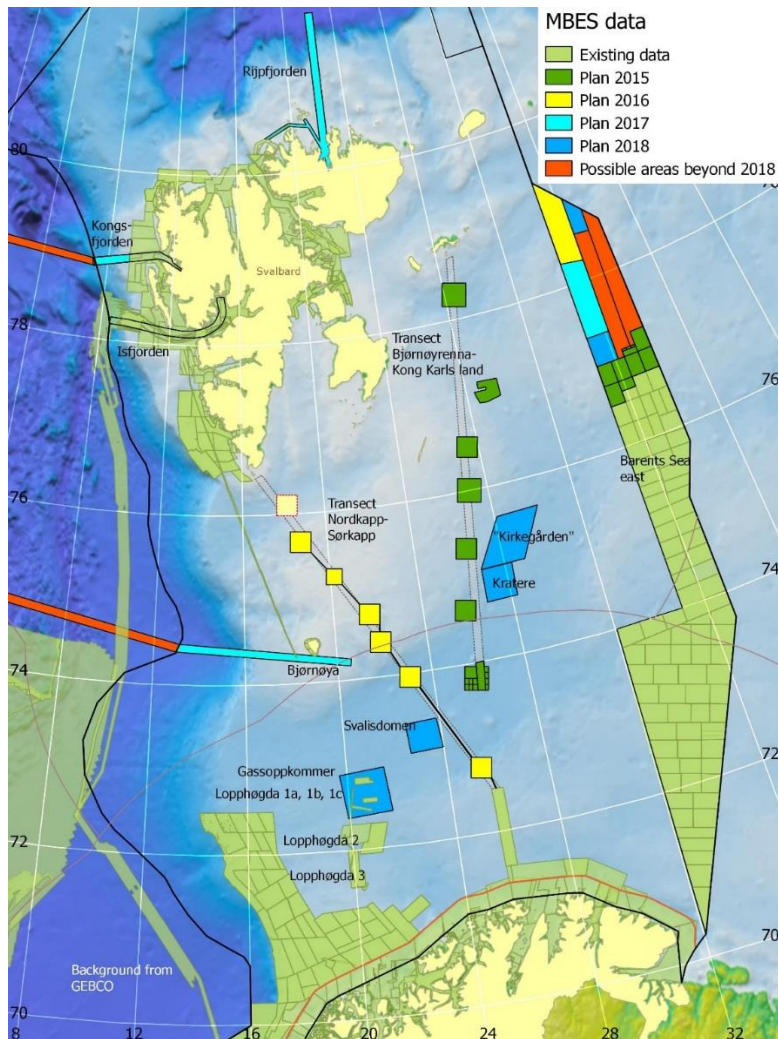 MBES data
Existing data
Plan 2015
Plan 2016
Plan 2017
Plan 2018
Possible areas beyond 2018
Rijpfjorden
80
Kongs-
fjorden
Svalbard
78
Isfjorden
Transect
Bjørnøyrenna-
Kong Karls land
76
Barents Sea
east
76
Transect
Nordkapp-
Sørkapp
"Kirkegården"
Kratere
74
74
Bjørnøya
Svalisdomen
72
Gassoppkommer
Lopphøgda 1a, 1b, 1c
Lopphøgda 2
72
Lopphøgda 3
70
Background from
GEBCO
70
8
12
16
20
24
28
32